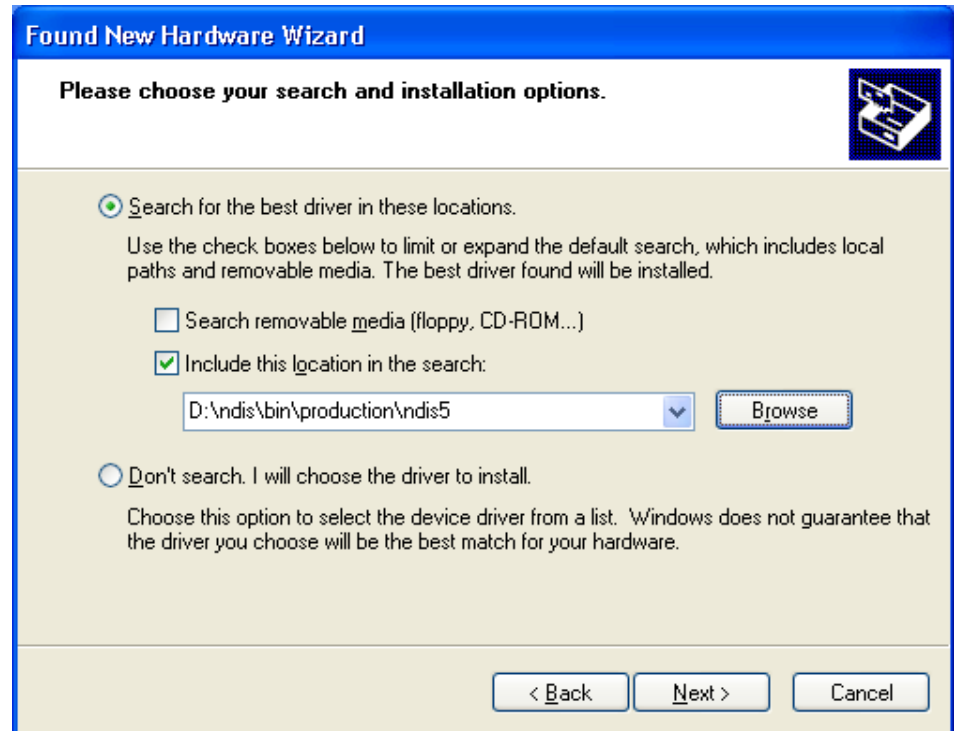 Found New Hardware Wizard
Please choose your search and installation options.
Search for the best driver in these locations.
Use the check boxes below to limit or expand the default search, which includes local
paths and removable media. The best driver found will be installed.
Search removable media (floppy, CD-ROM...)
Include this location in the search:
D:\ndis\bin\production\ndis5
Browse
Don't search. I will choose the driver to install.
Choose this option to select the device driver from a list.  Windows does not guarantee that
the driver you choose will be the best match for your hardware.
< Back
Next >
Cancel